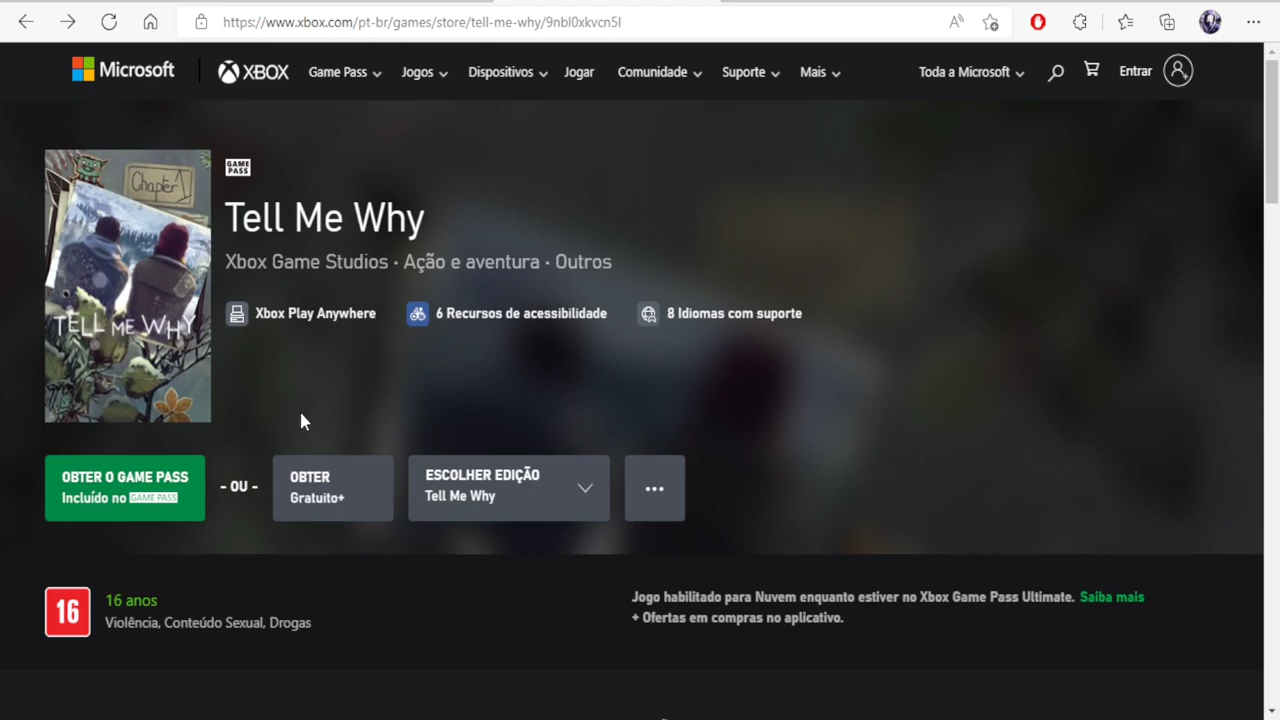 https://www.xbox.com/pt-br/games/store/tell-me-why/9nbl0xkvcn5l
Microsoft
XBOX
Game Pass
Jogos
Dispositivos
Jogar
Comunidade
Suporte
Mais
Toda a Microsoft
Entrar
Chapter 1
TELL ME WHY
GAME PASS
Tell Me Why
Xbox Game Studios · Ação e aventura · Outros
Xbox Play Anywhere
6 Recursos de acessibilidade
8 Idiomas com suporte
OBTER O GAME PASS
Incluído no GAME PASS
- OU -
OBTER
Gratuito+
ESCOLHER EDIÇÃO
Tell Me Why
16
16 anos
Violência, Conteúdo Sexual, Drogas
Jogo habilitado para Nuvem enquanto estiver no Xbox Game Pass Ultimate. Saiba mais
+ Ofertas em compras no aplicativo.